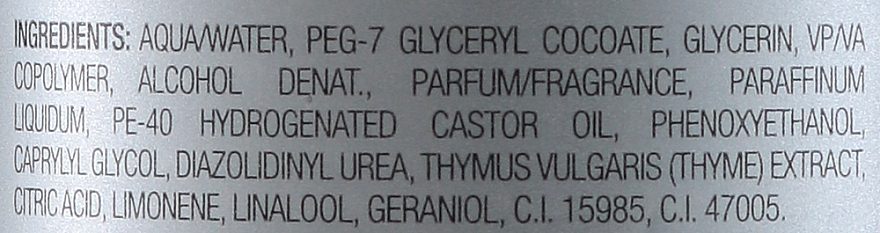 INGREDIENTS: AQUA/WATER, PEG-7 GLYCERYL COCOATE, GLYCERIN, VP/VA
COPOLYMER, ALCOHOL DENAT., PARFUM/FRAGRANCE, PARAFFINUM
LIQUIDUM, PE-40 HYDROGENATED CASTOR OIL, PHENOXYETHANOL,
CAPRYLYL GLYCOL, DIAZOLIDINYL UREA, THYMUS VULGARIS (THYME) EXTRACT,
CITRIC ACID, LIMONENE, LINALOOL, GERANIOL, C.I. 15985, C.I. 47005.